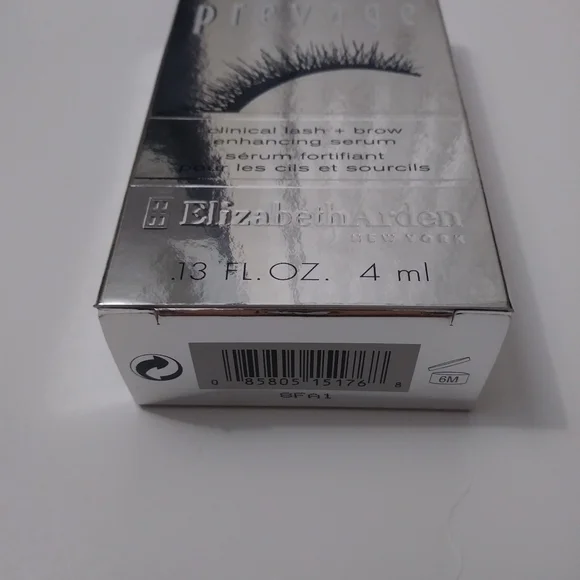 prevage
clinical lash + brow
enhancing serum
sérum fortifiant
pour les cils et sourcils
Elizabeth Arden
NEW YORK
.13 FL. OZ. 4 ml
0 85805 15176 8
6M
SFA1